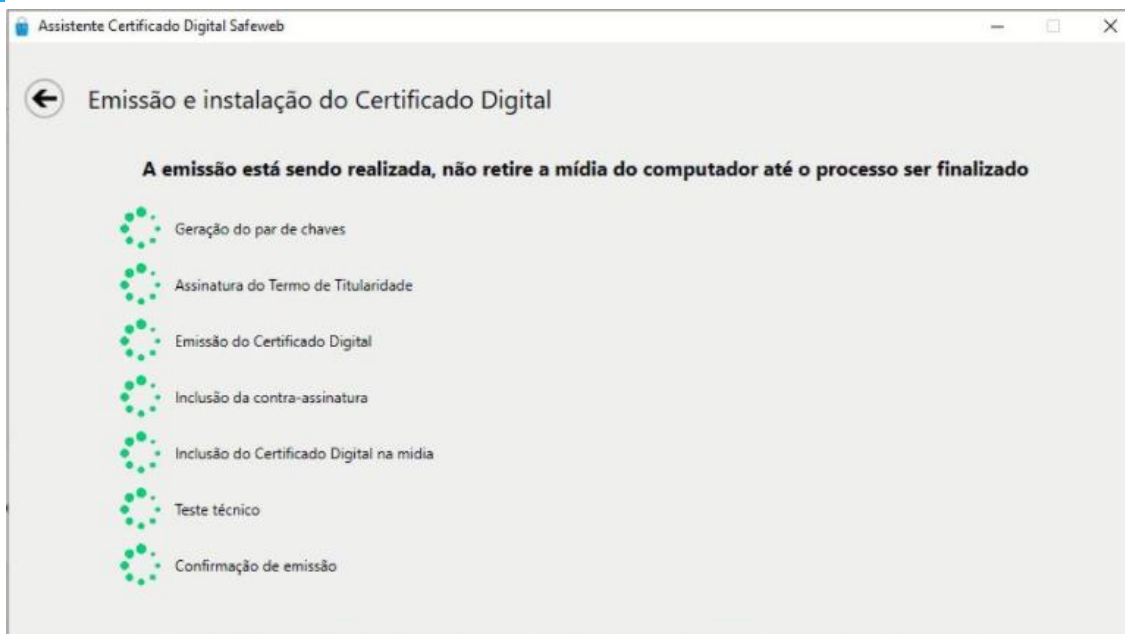 Assistente Certificado Digital Safeweb
Emissão e instalação do Certificado Digital
A emissão está sendo realizada, não retire a mídia do computador até o processo ser finalizado
Geração do par de chaves
Assinatura do Termo de Titularidade
Emissão do Certificado Digital
Inclusão da contra-assinatura
Inclusão do Certificado Digital na midia
Teste técnico
Confirmação de emissão